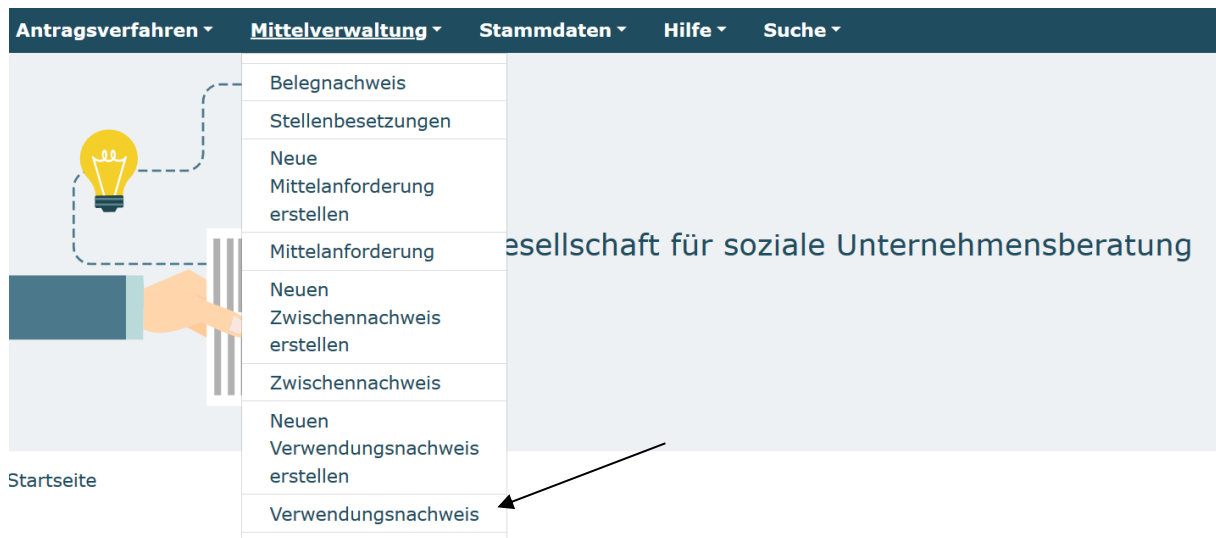 Antragsverfahren Mittelverwaltung Stammdaten Hilfe Suche
Belegnachweis
Stellenbesetzungen
Neue
Mittelanforderung
erstellen
Mittelanforderung
esellschaft für soziale Unternehmensberatung
Neuen
Zwischennachweis
erstellen
Zwischennachweis
Neuen
Verwendungsnachweis
erstellen
Startseite
Verwendungsnachweis